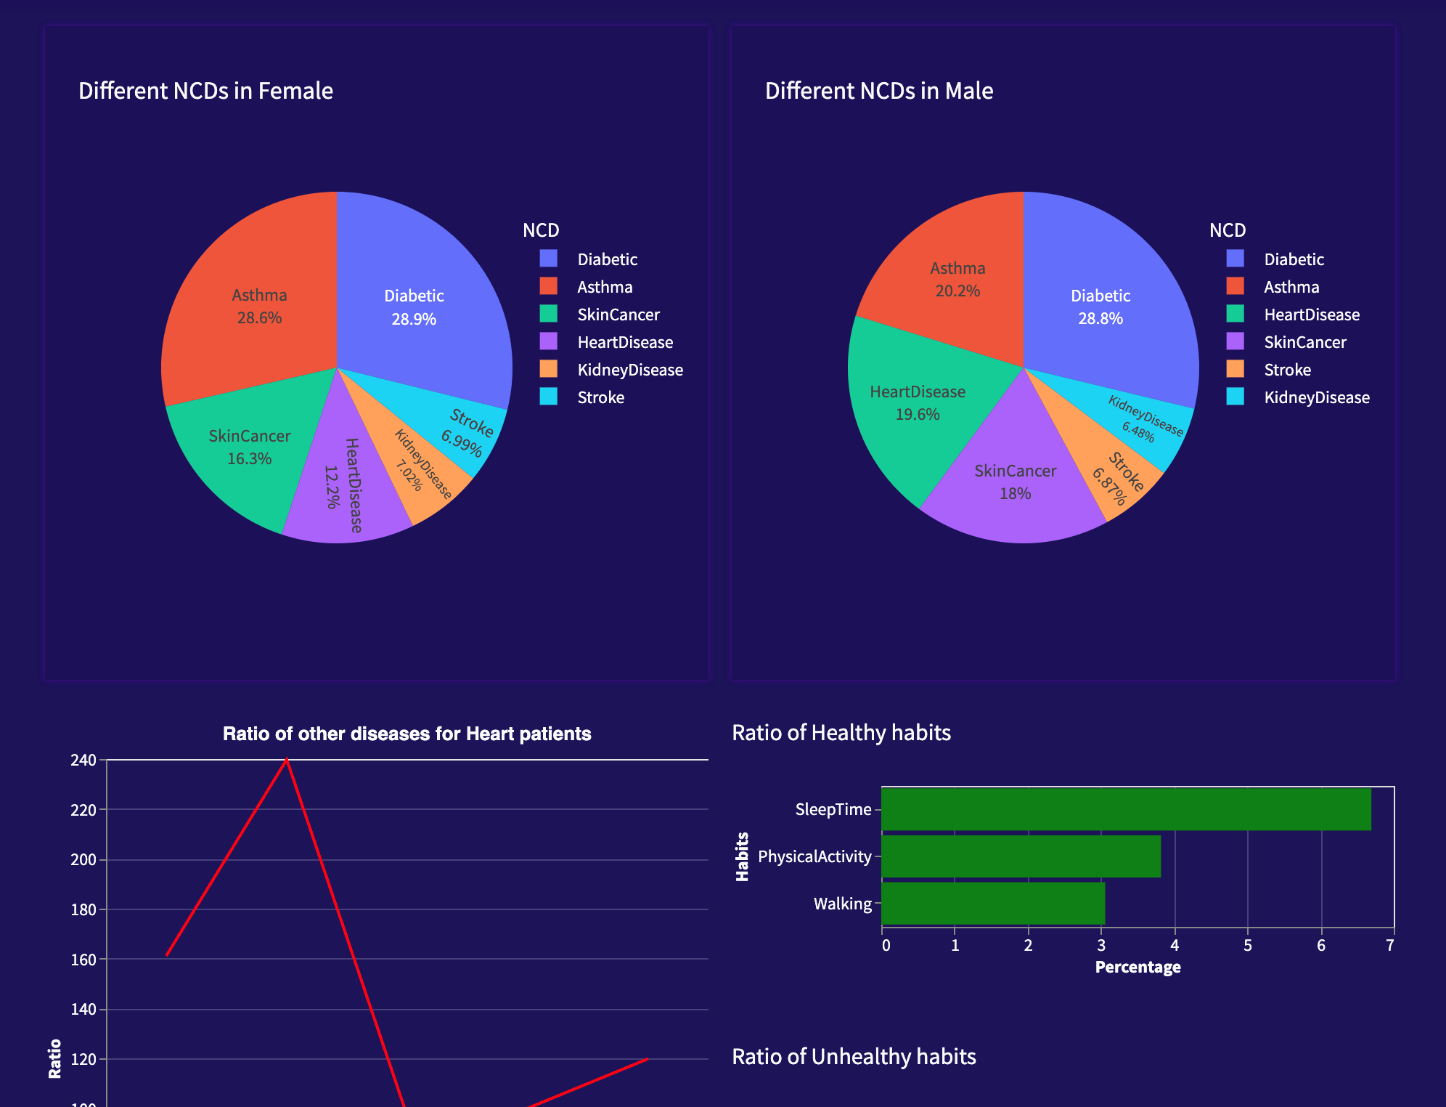 Different NCDs in Female
Diabetic
28.9%
Asthma
28.6%
SkinCancer
16.3%
HeartDisease
12.2%
KidneyDisease
7.02%
Stroke
6.99%
NCD
Diabetic
Asthma
SkinCancer
HeartDisease
KidneyDisease
Stroke
Different NCDs in Male
Diabetic
28.8%
Asthma
20.2%
HeartDisease
19.6%
SkinCancer
18%
Stroke
6.87%
KidneyDisease
6.48%
NCD
Diabetic
Asthma
HeartDisease
SkinCancer
Stroke
KidneyDisease
Ratio of other diseases for Heart patients
240
220
200
180
160
140
120
100
Ratio
Ratio of Healthy habits
Habits
SleepTime
PhysicalActivity
Walking
0 1 2 3 4 5 6 7
Percentage
Ratio of Unhealthy habits